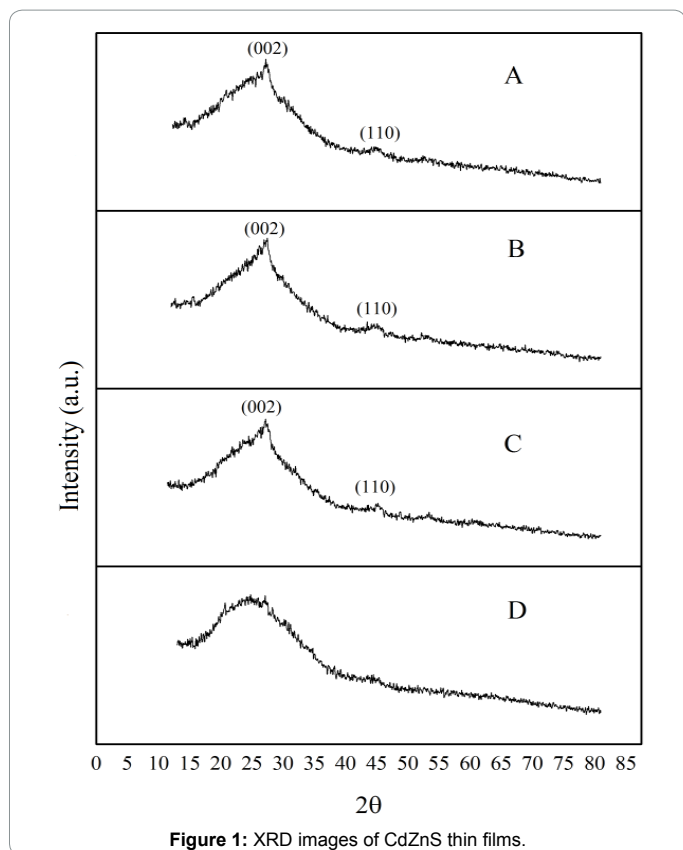 (002)
A
(110)
(002)
B
(110)
(002)
C
(110)
D
Intensity (a.u.)
0 5 10 15 20 25 30 35 40 45 50 55 60 65 70 75 80 85
2θ
Figure 1: XRD images of CdZnS thin films.